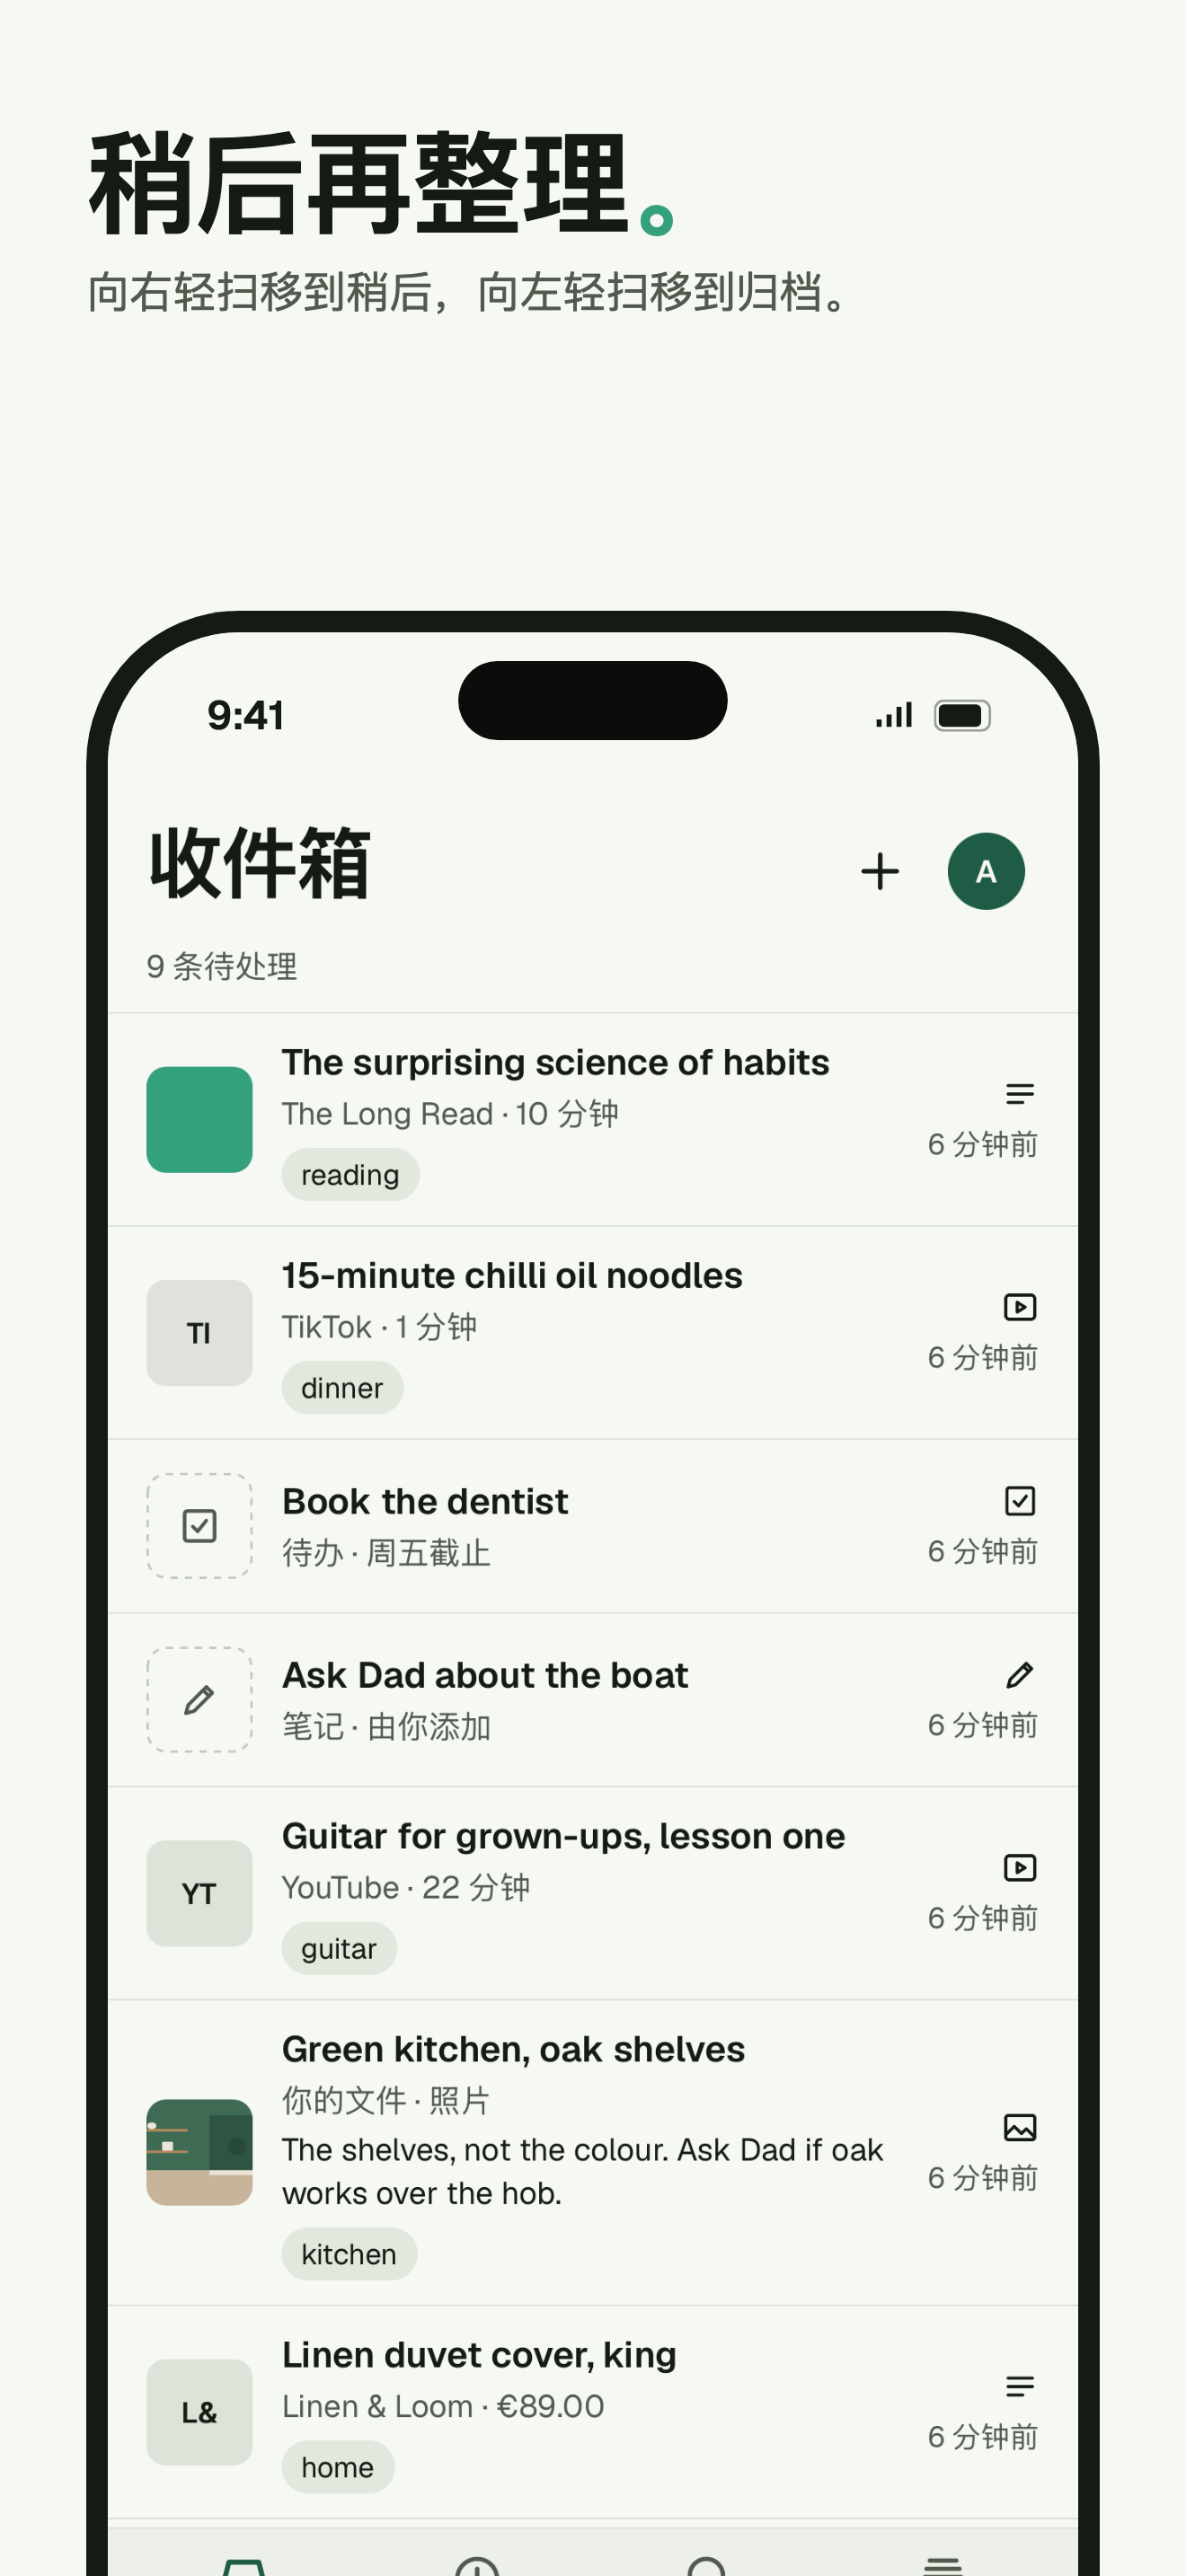 稍后再整理。
向右轻扫移到稍后，向左轻扫移到归档。
9:41
收件箱
A
9 条待处理
The surprising science of habits
The Long Read · 10 分钟
6 分钟前
reading
TI
15-minute chilli oil noodles
TikTok · 1 分钟
6 分钟前
dinner
Book the dentist
待办 · 周五截止
6 分钟前
Ask Dad about the boat
笔记 · 由你添加
6 分钟前
YT
Guitar for grown-ups, lesson one
YouTube · 22 分钟
6 分钟前
guitar
Green kitchen, oak shelves
你的文件 · 照片
The shelves, not the colour. Ask Dad if oak
works over the hob.
6 分钟前
kitchen
L&
Linen duvet cover, king
Linen & Loom · €89.00
6 分钟前
home